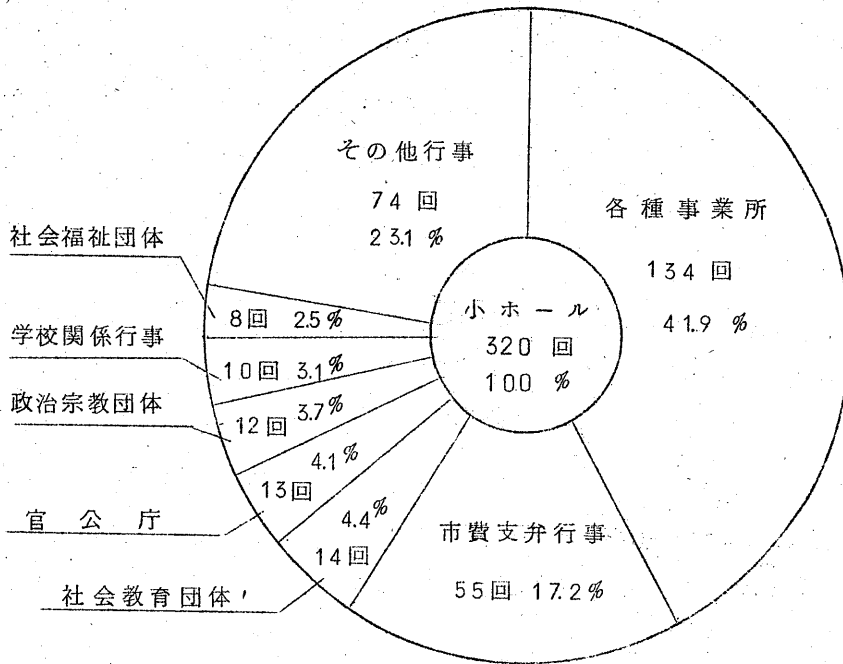 その他行事
74回
23.1%
各種事業所
134回
41.9%
小ホール
320回
100%
社会福祉団体
8回 2.5%
学校関係行事
10回 3.1%
政治宗教団体
12回 3.7%
官公庁
13回 4.1%
社会教育団体
14回 4.4%
市費支弁行事
55回 17.2%